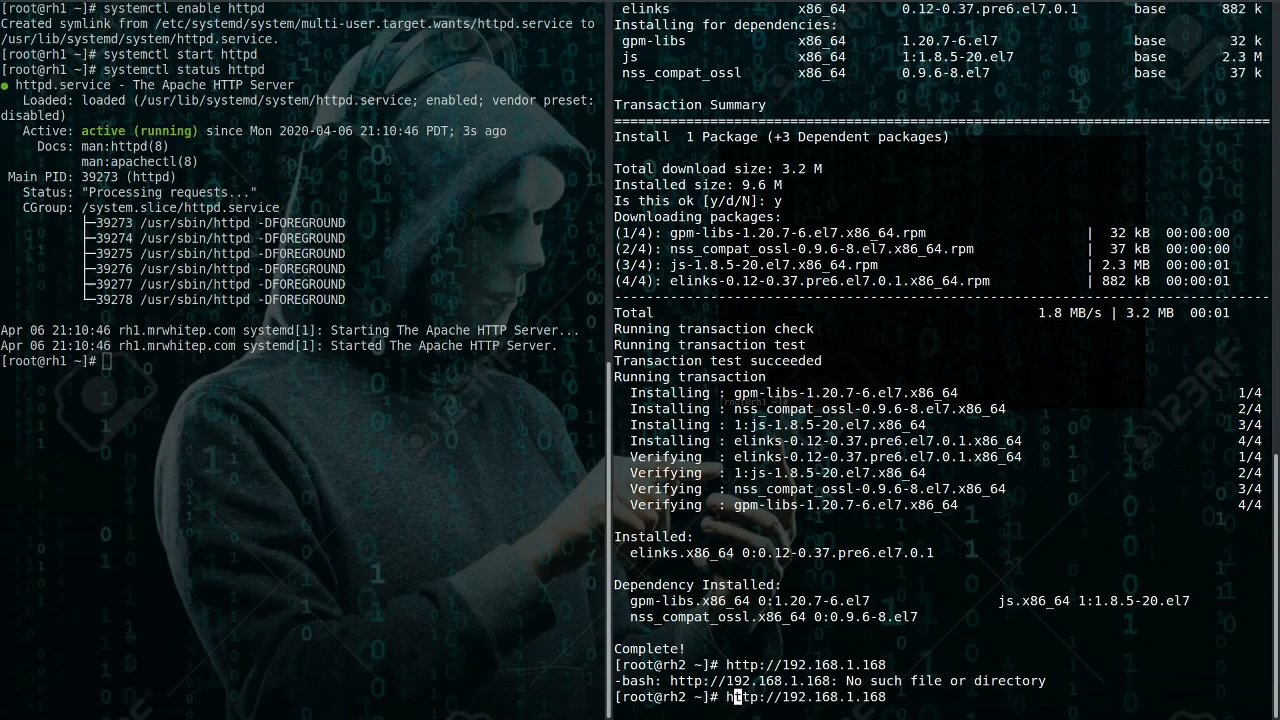 [root@rh1 ~]# systemctl enable httpd
Created symlink from /etc/systemd/system/multi-user.target.wants/httpd.service to
/usr/lib/systemd/system/httpd.service.
[root@rh1 ~]# systemctl start httpd
[root@rh1 ~]# systemctl status httpd
● httpd.service - The Apache HTTP Server
   Loaded: loaded (/usr/lib/systemd/system/httpd.service; enabled; vendor preset:
disabled)
   Active: active (running) since Mon 2020-04-06 21:10:46 PDT; 3s ago
     Docs: man:httpd(8)
           man:apachectl(8)
 Main PID: 39273 (httpd)
   Status: "Processing requests..."
   CGroup: /system.slice/httpd.service
           ├─39273 /usr/sbin/httpd -DFOREGROUND
           ├─39274 /usr/sbin/httpd -DFOREGROUND
           ├─39275 /usr/sbin/httpd -DFOREGROUND
           ├─39276 /usr/sbin/httpd -DFOREGROUND
           ├─39277 /usr/sbin/httpd -DFOREGROUND
           └─39278 /usr/sbin/httpd -DFOREGROUND
Apr 06 21:10:46 rh1.mrwhitep.com systemd[1]: Starting The Apache HTTP Server...
Apr 06 21:10:46 rh1.mrwhitep.com systemd[1]: Started The Apache HTTP Server.
[root@rh1 ~]#
 elinks x86_64 0.12-0.37.pre6.el7.0.1 base 882 k
Installing for dependencies:
 gpm-libs x86_64 1.20.7-6.el7 base 32 k
 js x86_64 1:1.8.5-20.el7 base 2.3 M
 nss_compat_ossl x86_64 0.9.6-8.el7 base 37 k
Transaction Summary
==================================================================================
Install  1 Package (+3 Dependent packages)
Total download size: 3.2 M
Installed size: 9.6 M
Is this ok [y/d/N]: y
Downloading packages:
(1/4): gpm-libs-1.20.7-6.el7.x86_64.rpm | 32 kB 00:00:00
(2/4): nss_compat_ossl-0.9.6-8.el7.x86_64.rpm | 37 kB 00:00:00
(3/4): js-1.8.5-20.el7.x86_64.rpm | 2.3 MB 00:00:01
(4/4): elinks-0.12-0.37.pre6.el7.0.1.x86_64.rpm | 882 kB 00:00:01
----------------------------------------------------------------------------------
Total 1.8 MB/s | 3.2 MB 00:01
Running transaction check
Running transaction test
Transaction test succeeded
Running transaction
  Installing : gpm-libs-1.20.7-6.el7.x86_64 1/4
  Installing : nss_compat_ossl-0.9.6-8.el7.x86_64 2/4
  Installing : 1:js-1.8.5-20.el7.x86_64 3/4
  Installing : elinks-0.12-0.37.pre6.el7.0.1.x86_64 4/4
  Verifying  : elinks-0.12-0.37.pre6.el7.0.1.x86_64 1/4
  Verifying  : 1:js-1.8.5-20.el7.x86_64 2/4
  Verifying  : nss_compat_ossl-0.9.6-8.el7.x86_64 3/4
  Verifying  : gpm-libs-1.20.7-6.el7.x86_64 4/4
Installed:
  elinks.x86_64 0:0.12-0.37.pre6.el7.0.1
Dependency Installed:
  gpm-libs.x86_64 0:1.20.7-6.el7 js.x86_64 1:1.8.5-20.el7
  nss_compat_ossl.x86_64 0:0.9.6-8.el7
Complete!
[root@rh2 ~]# http://192.168.1.168
-bash: http://192.168.1.168: No such file or directory
[root@rh2 ~]# http://192.168.1.168
123RF